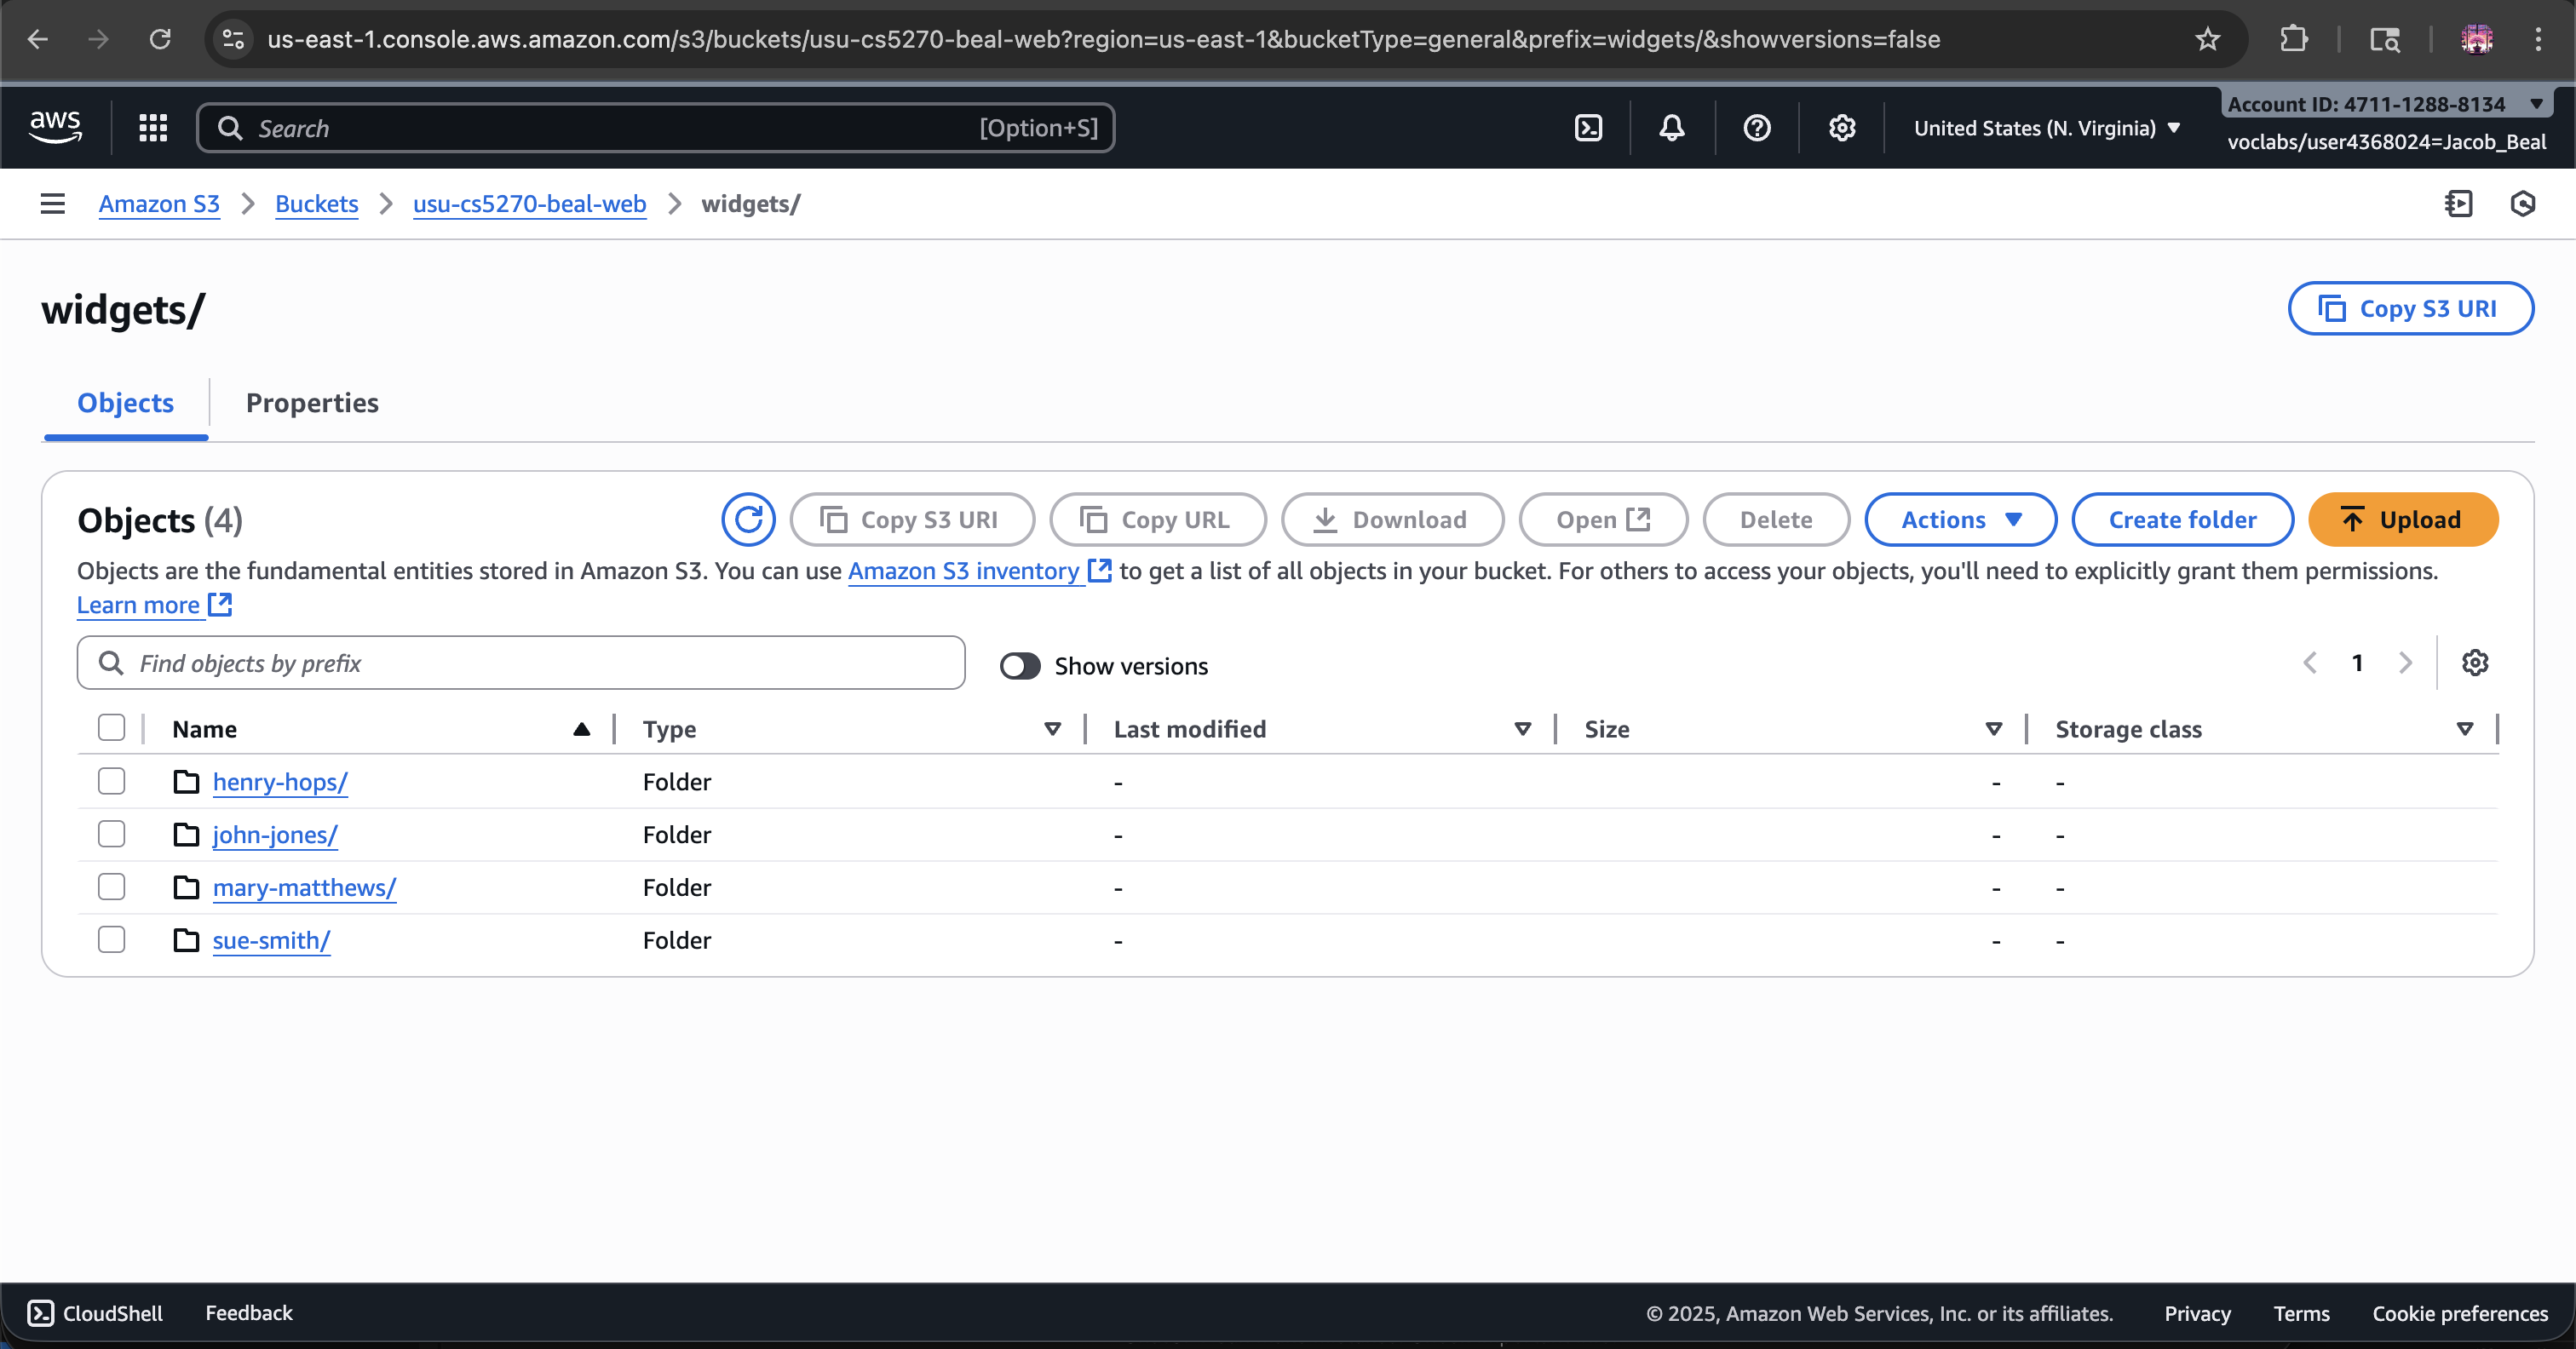 us-east-1.console.aws.amazon.com/s3/buckets/usu-cs5270-beal-web?region=us-east-1&bucketType=general&prefix=widgets/&showversions=false
aws
Search [Option+S]
United States (N. Virginia)
Account ID: 4711-1288-8134
voclabs/user4368024=Jacob_Beal
Amazon S3 Buckets usu-cs5270-beal-web widgets/
widgets/
Copy S3 URI
Objects Properties
Objects (4)
Copy S3 URI Copy URL Download Open Delete Actions Create folder Upload
Objects are the fundamental entities stored in Amazon S3. You can use Amazon S3 inventory to get a list of all objects in your bucket. For others to access your objects, you'll need to explicitly grant them permissions.
Learn more
Find objects by prefix Show versions 1
Name Type Last modified Size Storage class
henry-hops/ Folder - - -
john-jones/ Folder - - -
mary-matthews/ Folder - - -
sue-smith/ Folder - - -
CloudShell Feedback © 2025, Amazon Web Services, Inc. or its affiliates. Privacy Terms Cookie preferences